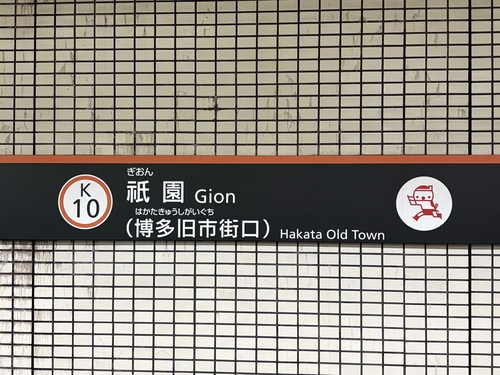 K
10
ぎおん
祇園 Gion
はかたきゅうしがいぐち
(博多旧市街口) Hakata Old Town